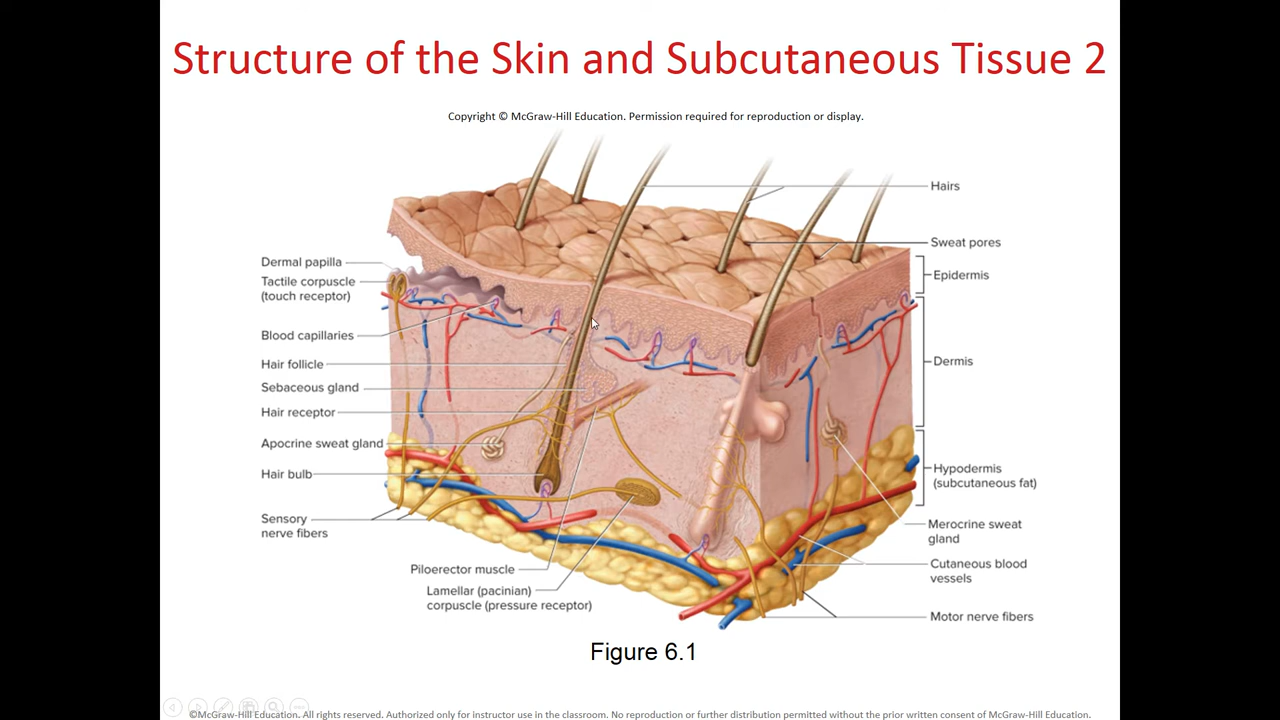 Structure of the Skin and Subcutaneous Tissue 2
Copyright © McGraw-Hill Education. Permission required for reproduction or display.
Hairs
Sweat pores
Epidermis
Dermis
Hypodermis
(subcutaneous fat)
Merocrine sweat
gland
Cutaneous blood
vessels
Motor nerve fibers
Dermal papilla
Tactile corpuscle
(touch receptor)
Blood capillaries
Hair follicle
Sebaceous gland
Hair receptor
Apocrine sweat gland
Hair bulb
Sensory
nerve fibers
Piloerector muscle
Lamellar (pacinian)
corpuscle (pressure receptor)
Figure 6.1
©McGraw-Hill Education. All rights reserved. Authorized only for instructor use in the classroom. No reproduction or further distribution permitted without the prior written consent of McGraw-Hill Education.